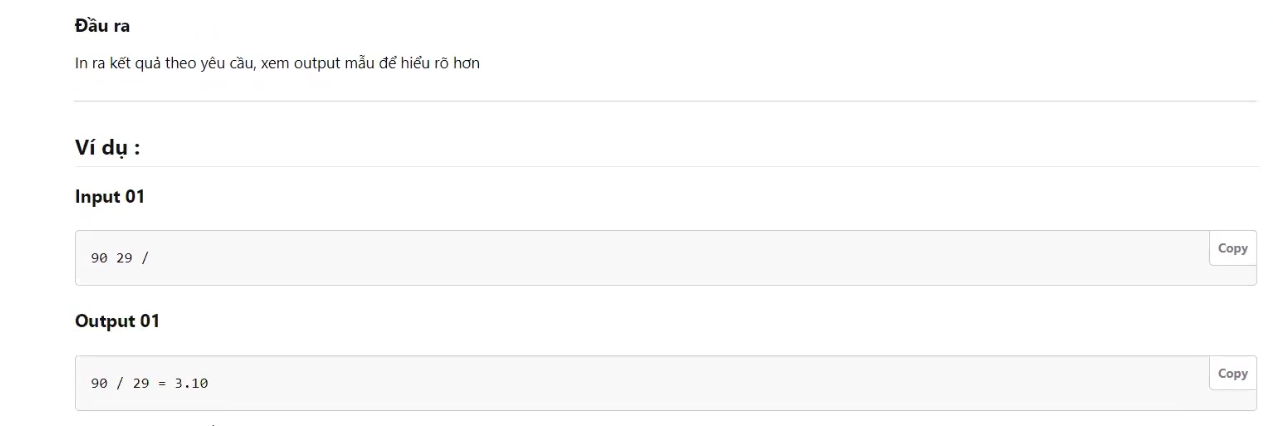 Đầu ra
In ra kết quả theo yêu cầu, xem output mẫu để hiểu rõ hơn
Ví dụ :
Input 01
90 29 /
Copy
Output 01
90 / 29 = 3.10
Copy